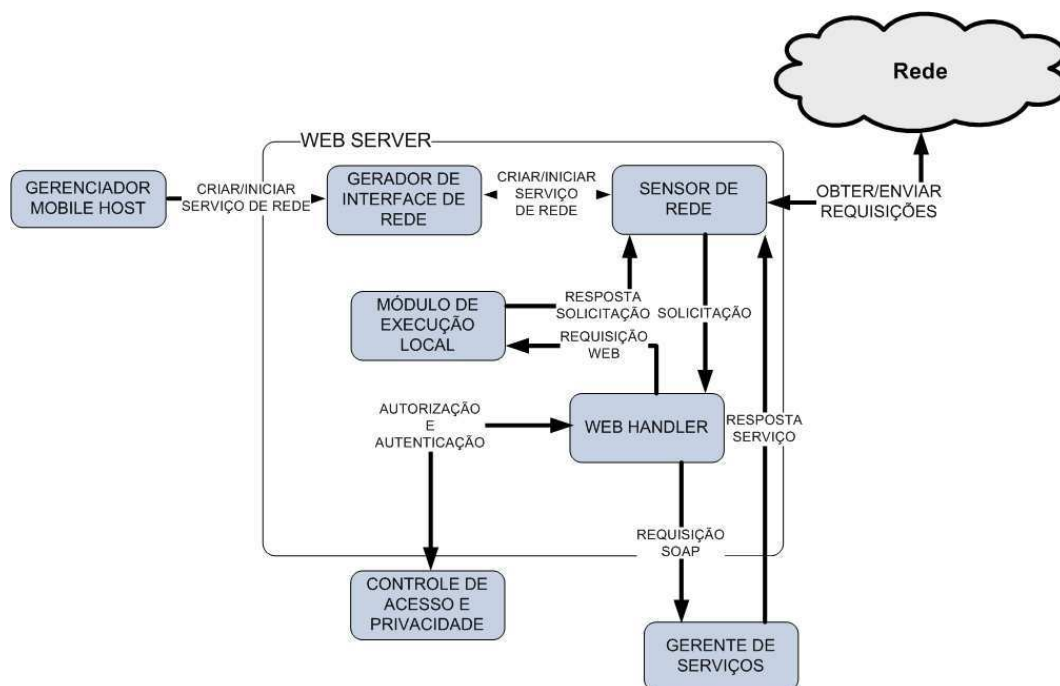 Rede
WEB SERVER
GERENCIADOR
MOBILE HOST
CRIAR/INICIAR
SERVIÇO DE REDE
GERADOR DE
INTERFACE DE
REDE
CRIAR/INICIAR
SERVIÇO
DE REDE
SENSOR DE
REDE
OBTER/ENVIAR
REQUISIÇÕES
MÓDULO DE
EXECUÇÃO
LOCAL
RESPOSTA
SOLICITAÇÃO
SOLICITAÇÃO
REQUISIÇÃO
WEB
AUTORIZAÇÃO
E
AUTENTICAÇÃO
WEB HANDLER
RESPOSTA
SERVIÇO
REQUISIÇÃO
SOAP
CONTROLE DE
ACESSO E
PRIVACIDADE
GERENTE DE
SERVIÇOS